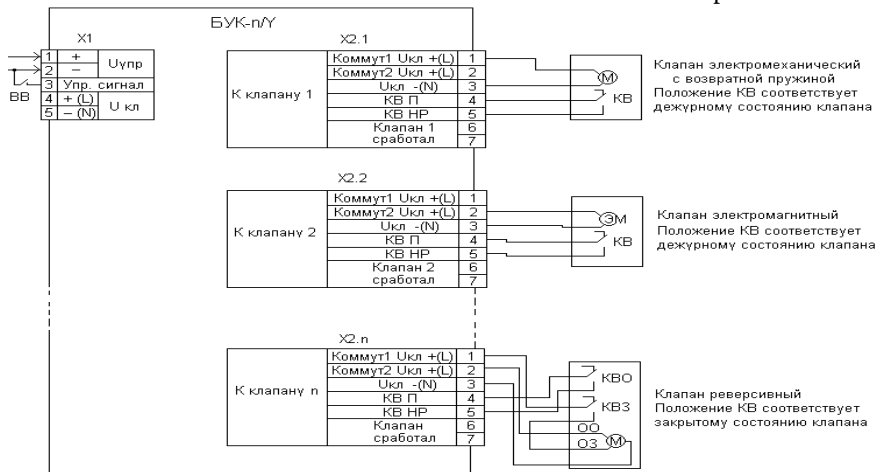 БУК-n/Y
X1
1 + Uупр
2 –
3 Упр. сигнал
4 + (L) U кл
5 – (N)
ВВ
X2.1
К клапану 1
Коммут1 Uкл +(L) 1
Коммут2 Uкл +(L) 2
Uкл -(N) 3
КВ П 4
КВ НР 5
Клапан 1 6
сработал 7
М
КВ
Клапан электромеханический
с возвратной пружиной
Положение КВ соответствует
дежурному состоянию клапана
X2.2
К клапану 2
Коммут1 Uкл +(L) 1
Коммут2 Uкл +(L) 2
Uкл -(N) 3
КВ П 4
КВ НР 5
Клапан 2 6
сработал 7
ЭМ
КВ
Клапан электромагнитный
Положение КВ соответствует
дежурному состоянию клапана
X2.n
К клапану n
Коммут1 Uкл +(L) 1
Коммут2 Uкл +(L) 2
Uкл -(N) 3
КВ П 4
КВ НР 5
Клапан 6
сработал 7
КВО
КВЗ
ОО
ОЗ М
Клапан реверсивный
Положение КВ соответствует
закрытому состоянию клапана